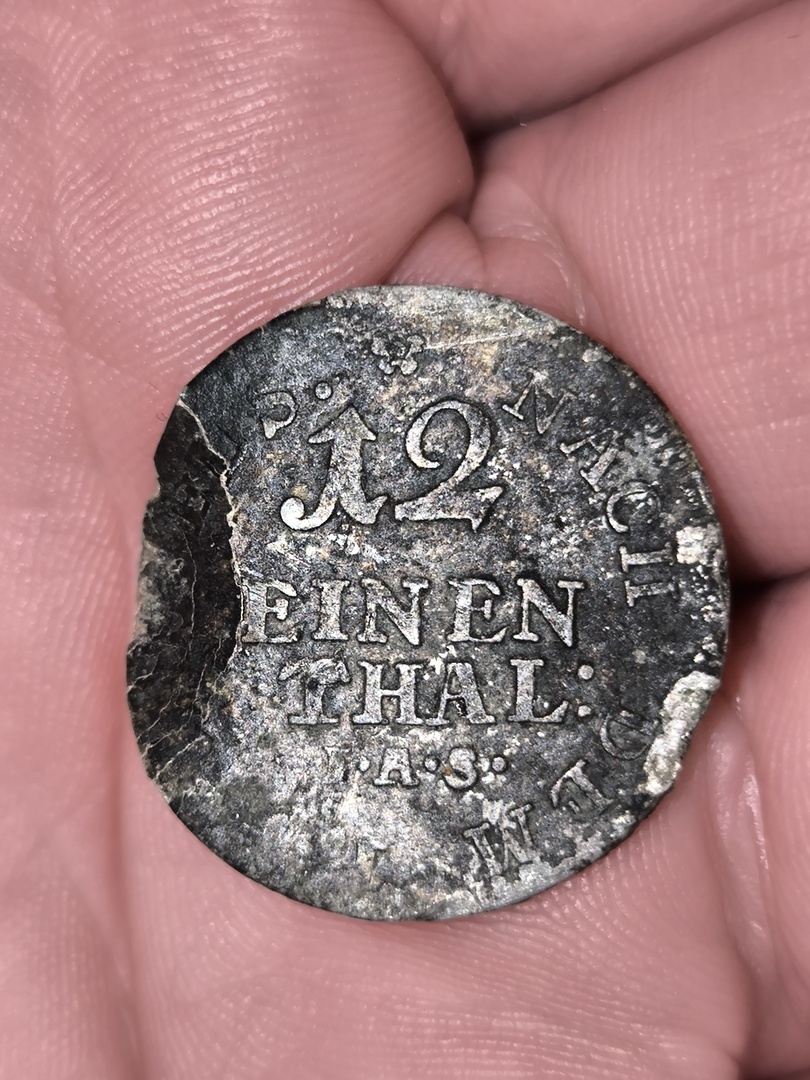 12
EINEN
THAL:
A·S·
NACH DEM